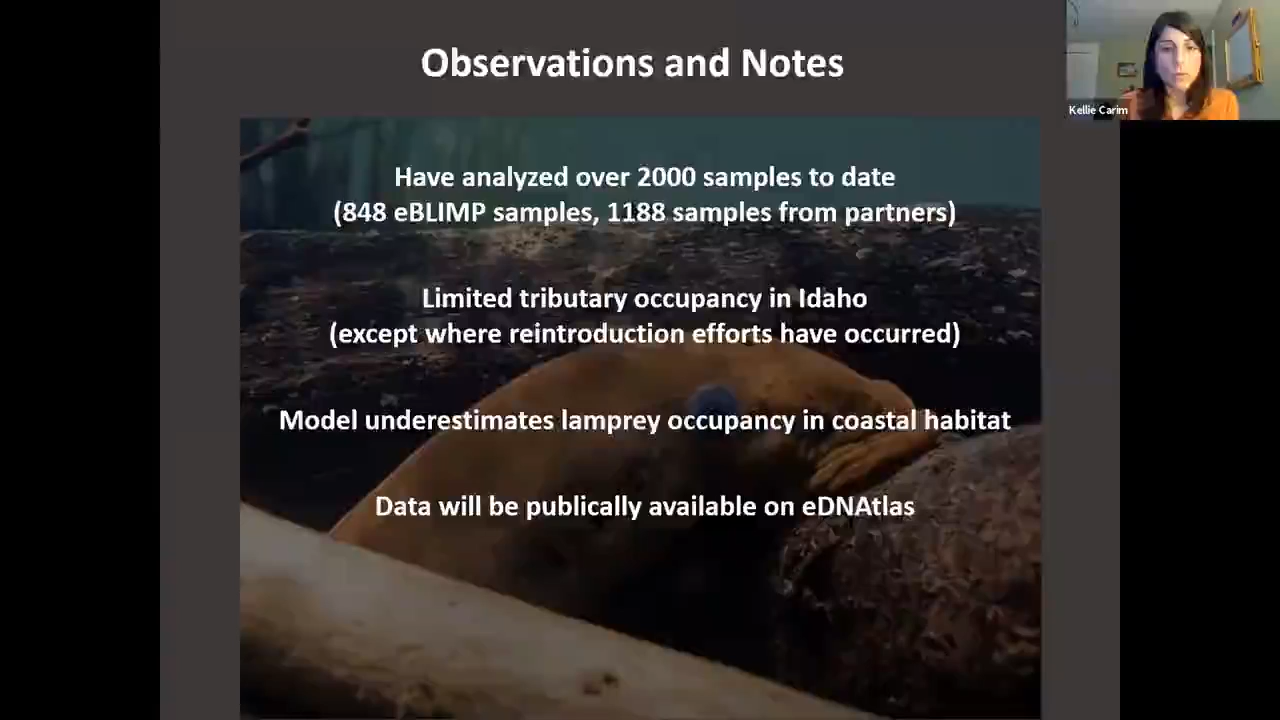 Observations and Notes
Kellie Carim
Have analyzed over 2000 samples to date
(848 eBLIMP samples, 1188 samples from partners)
Limited tributary occupancy in Idaho
(except where reintroduction efforts have occurred)
Model underestimates lamprey occupancy in coastal habitat
Data will be publically available on eDNAtlas